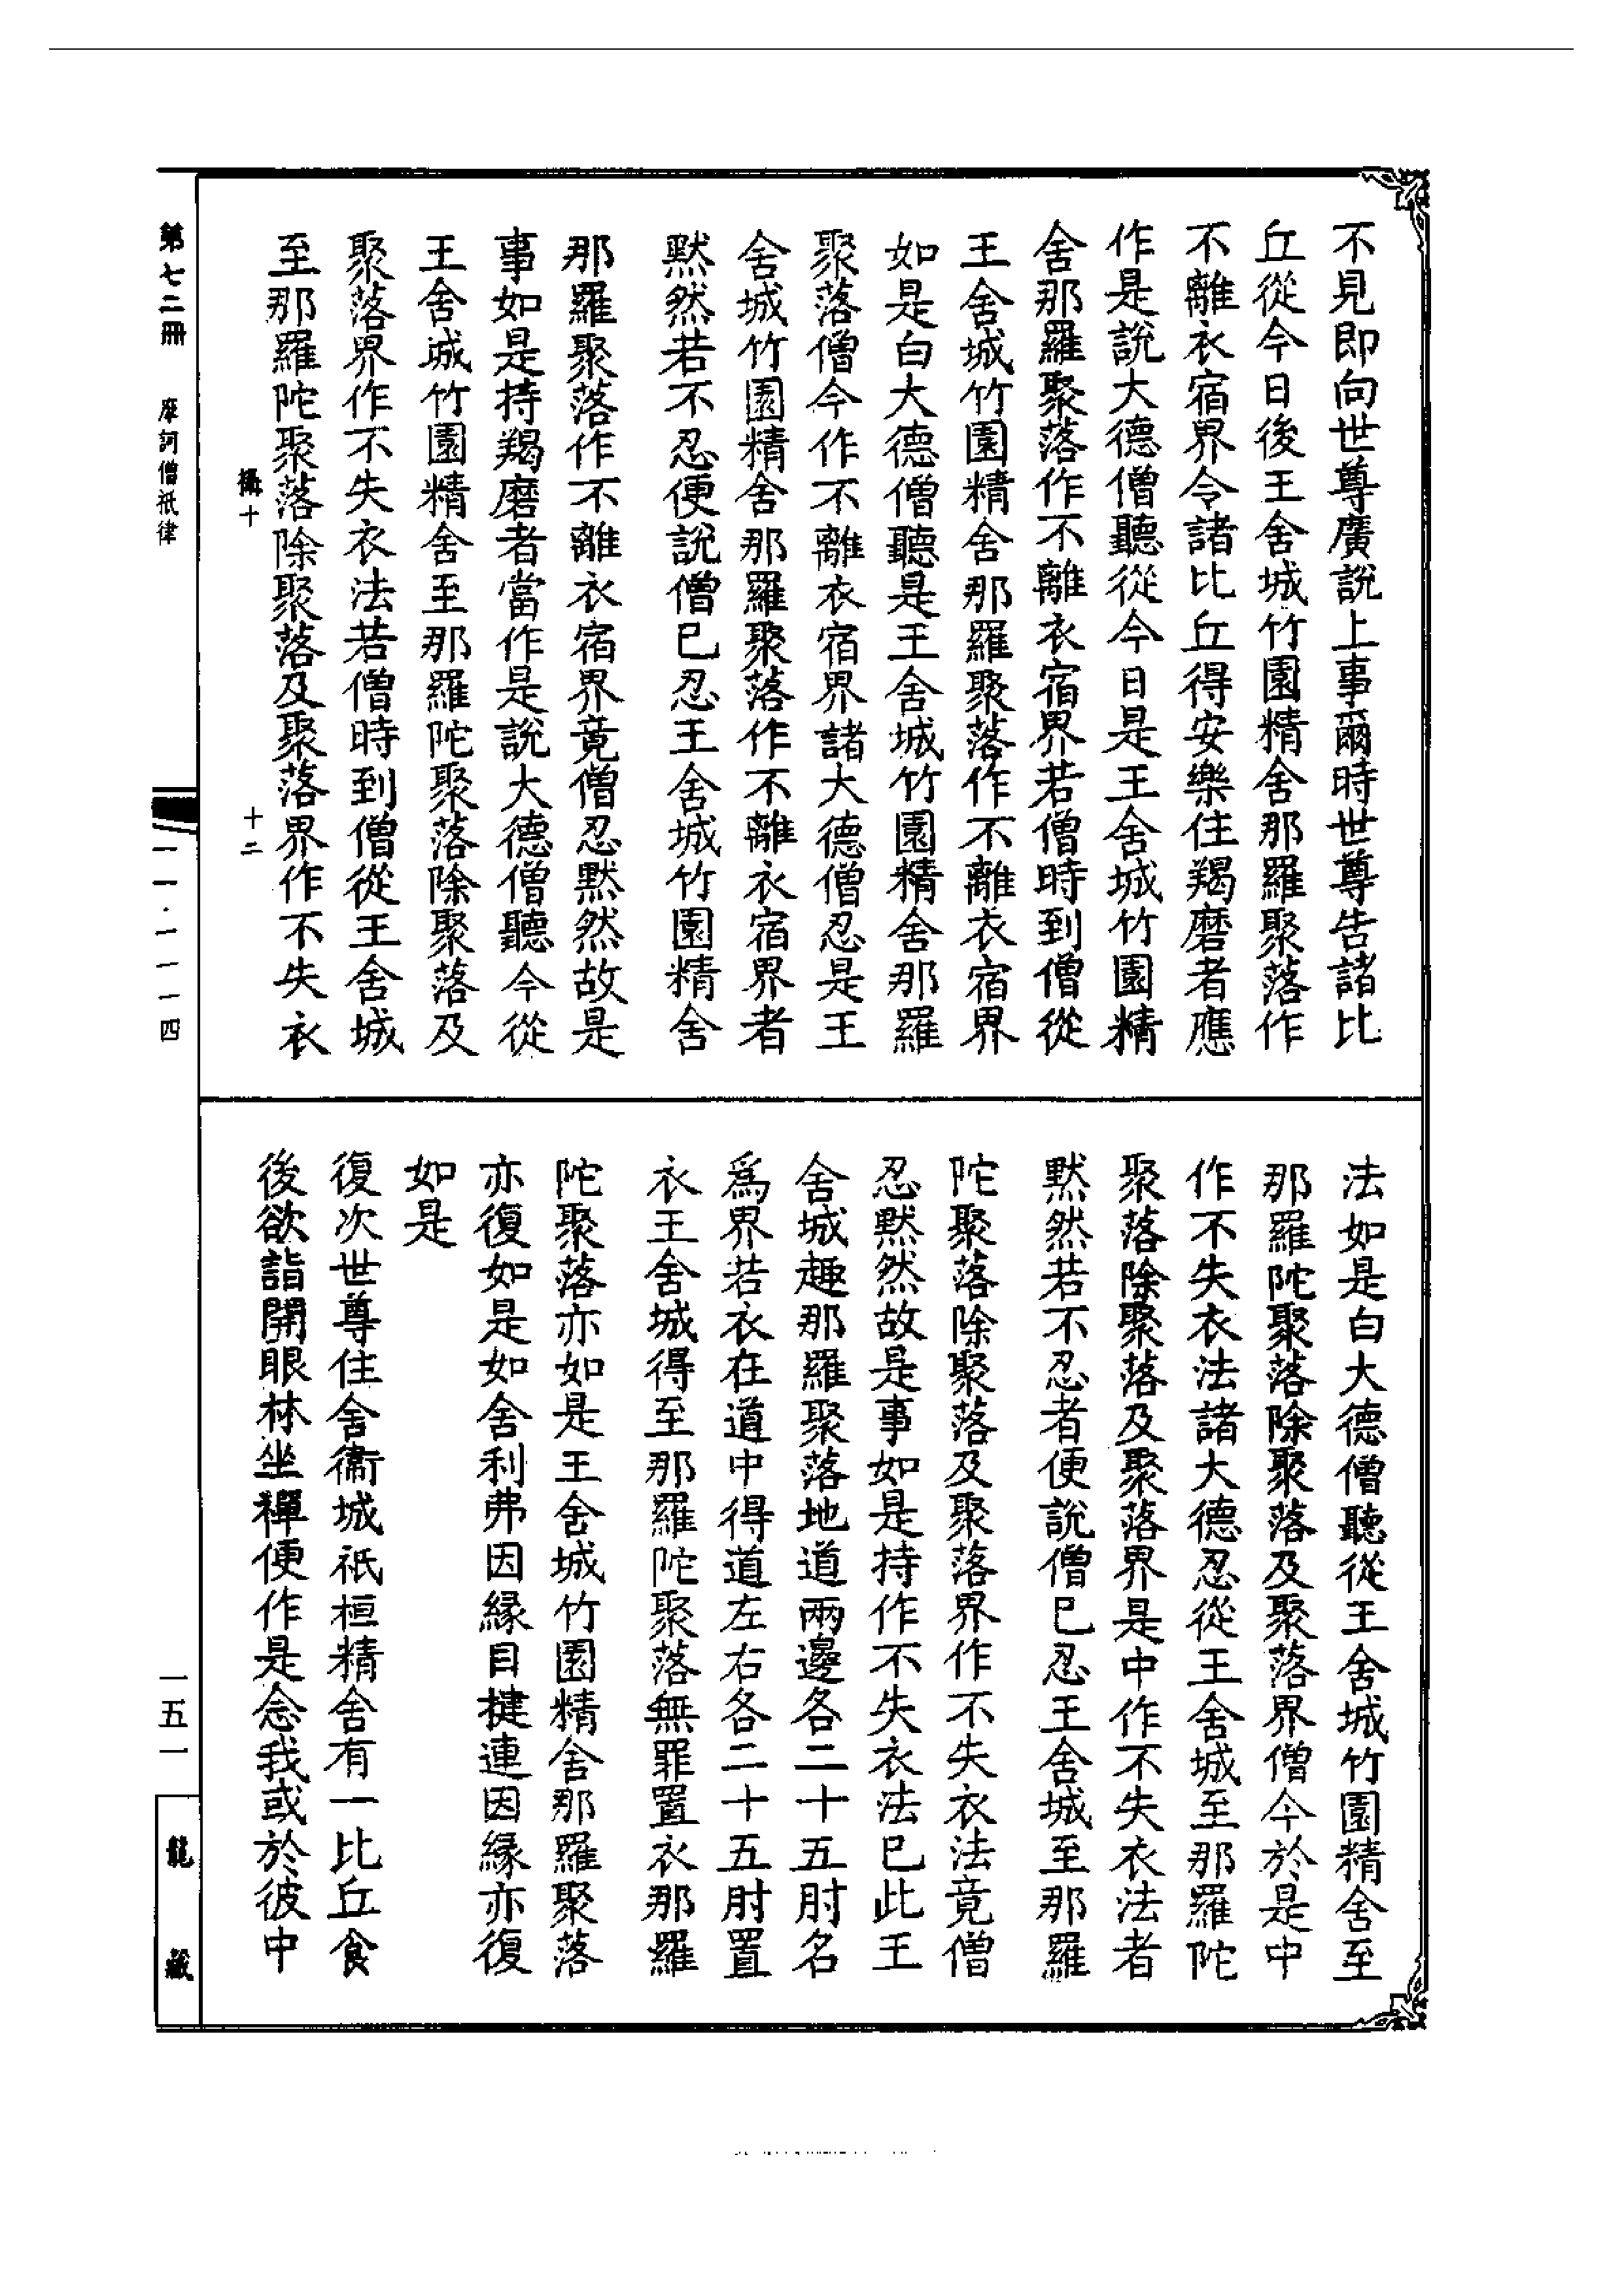 不見即向世尊廣說上事爾時世尊告諸比
丘從今日後王舍城竹園精舍那羅聚落作
不離衣宿界令諸比丘得安樂住羯磨者應
作是說大德僧聽從今日是王舍城竹園精
舍那羅聚落作不離衣宿界若僧時到僧從
王舍城竹園精舍那羅聚落作不離衣宿界
如是白大德僧聽是王舍城竹園精舍那羅
聚落僧今作不離衣宿界諸大德僧忍是王
舍城竹園精舍那羅聚落作不離衣宿界者
默然若不忍便說僧已忍王舍城竹園精舍
那羅聚落作不離衣宿界竟僧忍默然故是
事如是持羯磨者當作是說大德僧聽今從
王舍城竹園精舍至那羅陀聚落除聚落及
聚落界作不失衣法若僧時到僧從王舍城
至那羅陀聚落除聚落及聚落界作不失衣
法如是白大德僧聽從王舍城竹園精舍至
那羅陀聚落除聚落及聚落界僧今於是中
作不失衣法諸大德忍從王舍城至那羅陀
聚落除聚落及聚落界是中作不失衣法者
默然若不忍者便說僧已忍王舍城至那羅
陀聚落除聚落及聚落界作不失衣法竟僧
忍默然故是事如是持作不失衣法已此王
舍城趣那羅聚落地道兩邊各二十五肘名
爲界若衣在道中得道左右各二十五肘置
衣王舍城得至那羅陀聚落無罪置衣那羅
陀聚落亦如是王舍城竹園精舍那羅聚落
亦復如是如舍利弗因緣目揵連因緣亦復
如是
復次世尊住舍衞城祇桓精舍有一比丘食
後欲詣開眼林坐禪便作是念我或於彼中
第七二冊 摩訶僧祇律
十 十二
一一·一一一四
一五一
龍藏